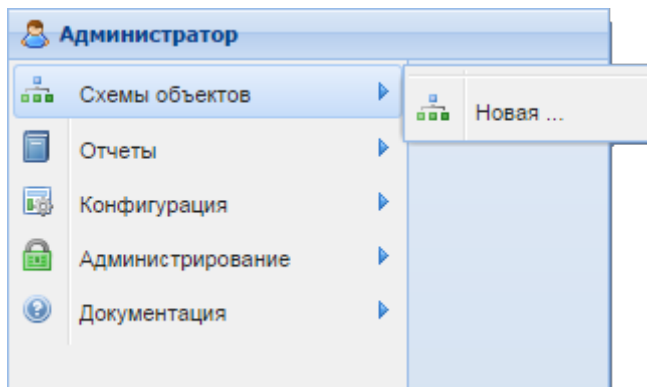 Администратор
Схемы объектов
Новая ...
Отчеты
Конфигурация
Администрирование
Документация